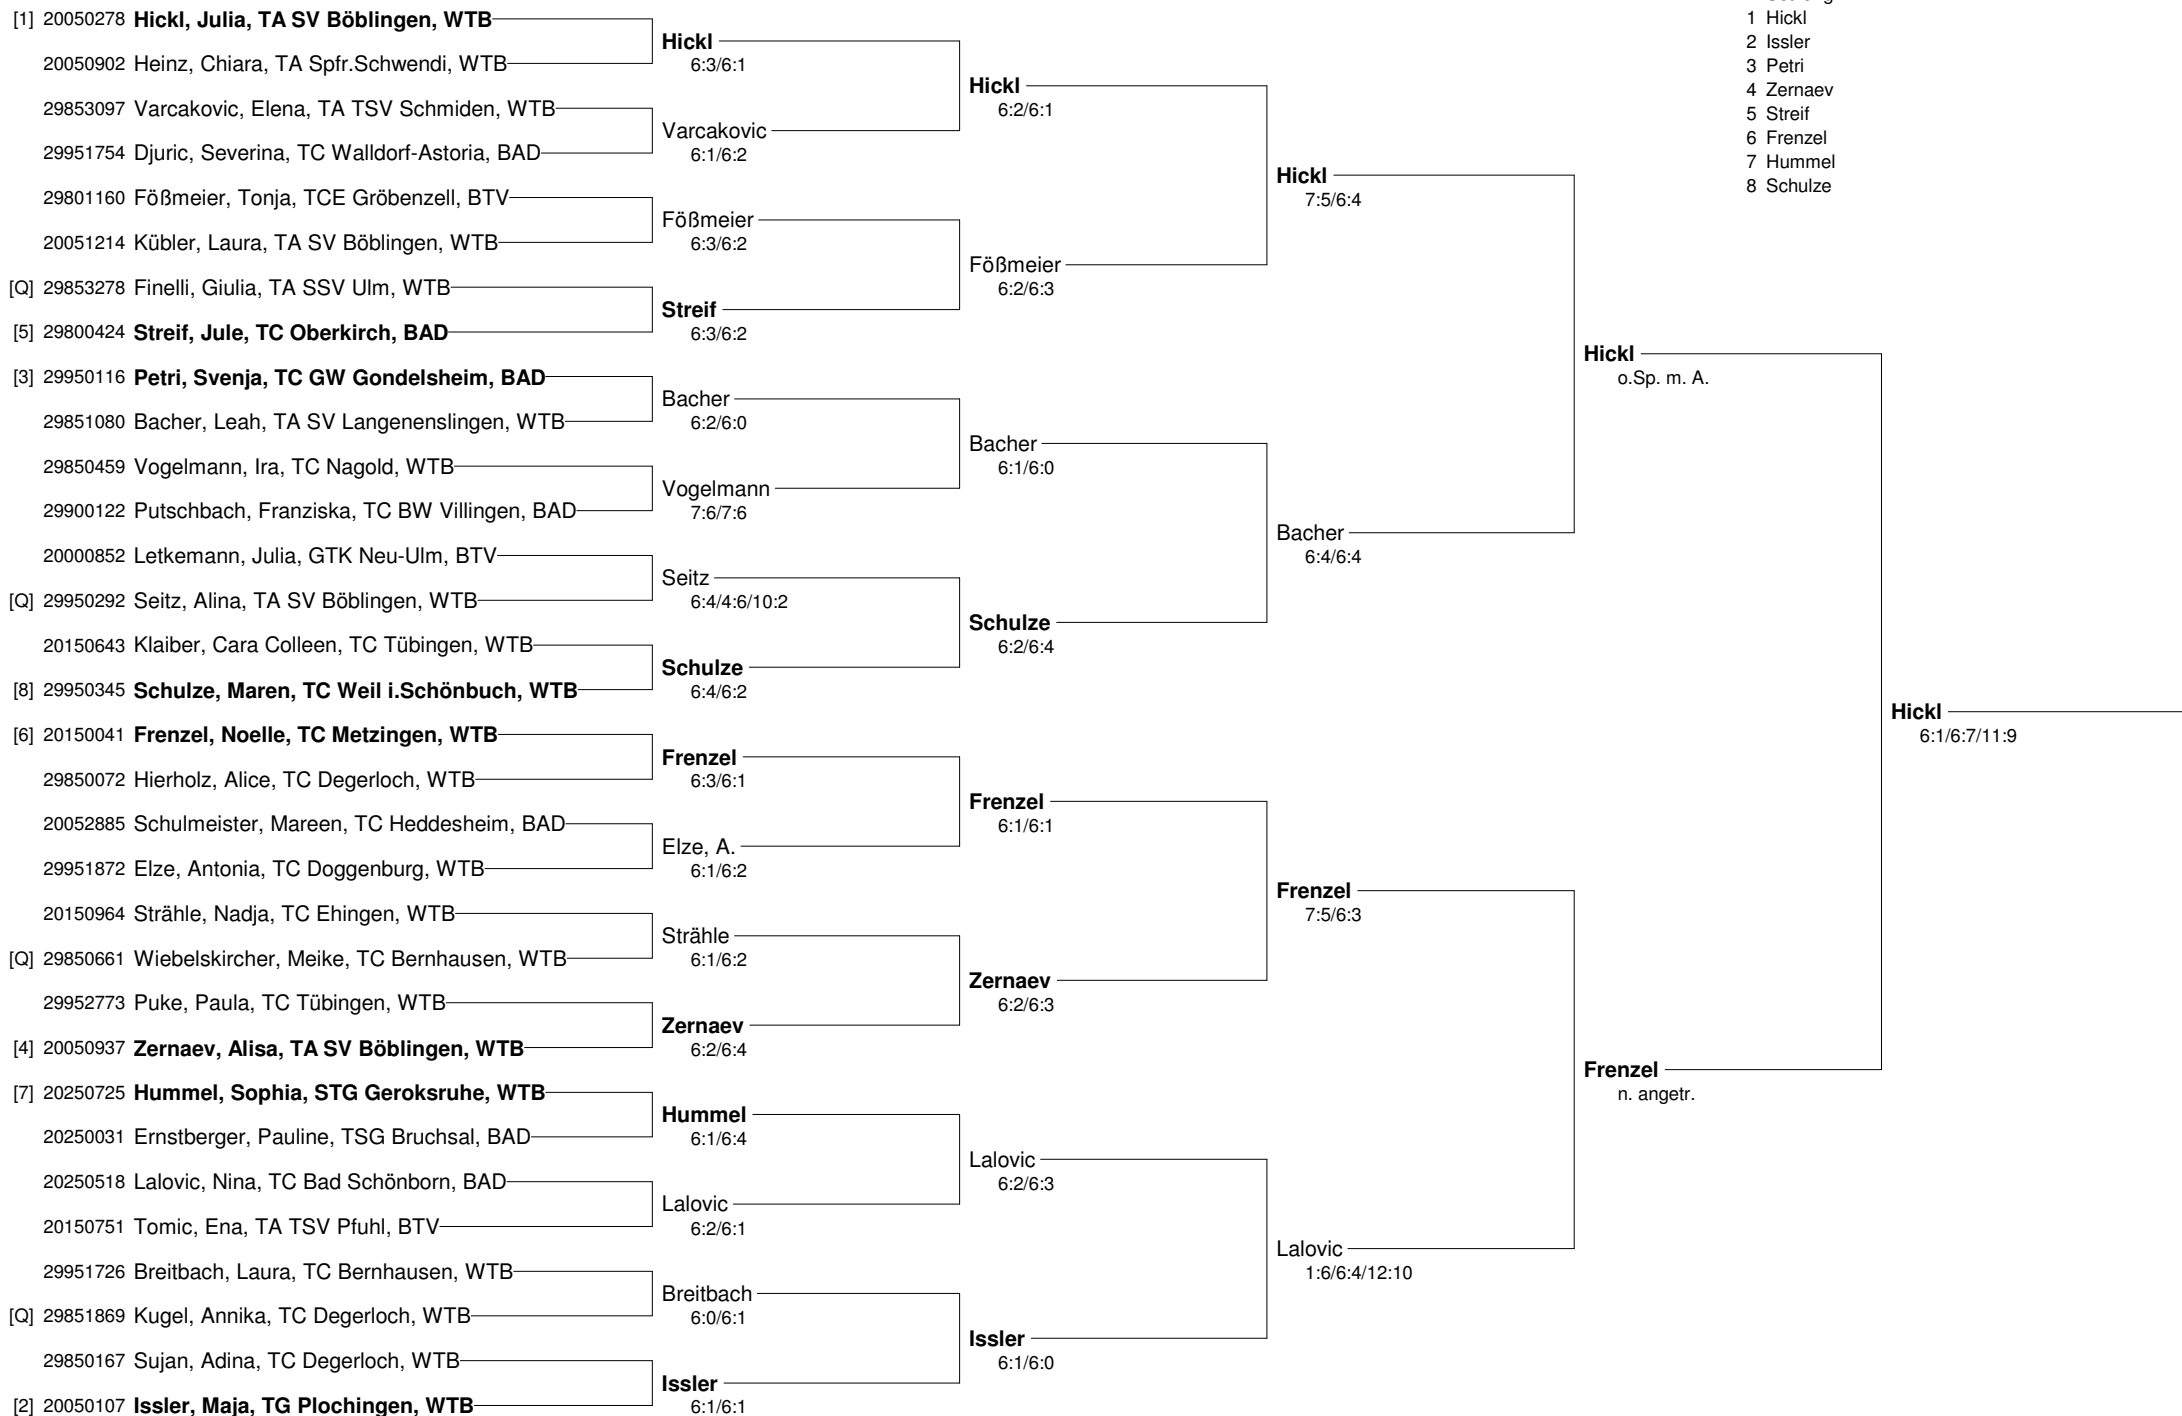 [1] 20050278 Hickl, Julia, TA SV Böblingen, WTB
20050902 Heinz, Chiara, TA Spfr.Schwendi, WTB
29853097 Varcakovic, Elena, TA TSV Schmiden, WTB
29951754 Djuric, Severina, TC Walldorf-Astoria, BAD
29801160 Fößmeier, Tonja, TCE Gröbenzell, BTV
20051214 Kübler, Laura, TA SV Böblingen, WTB
[Q] 29853278 Finelli, Giulia, TA SSV Ulm, WTB
[5] 29800424 Streif, Jule, TC Oberkirch, BAD
[3] 29950116 Petri, Svenja, TC GW Gondelsheim, BAD
29851080 Bacher, Leah, TA SV Langenenslingen, WTB
29850459 Vogelmann, Ira, TC Nagold, WTB
29900122 Putschbach, Franziska, TC BW Villingen, BAD
20000852 Letkemann, Julia, GTK Neu-Ulm, BTV
[Q] 29950292 Seitz, Alina, TA SV Böblingen, WTB
20150643 Klaiber, Cara Colleen, TC Tübingen, WTB
[8] 29950345 Schulze, Maren, TC Weil i.Schönbuch, WTB
[6] 20150041 Frenzel, Noelle, TC Metzingen, WTB
29850072 Hierholz, Alice, TC Degerloch, WTB
20052885 Schulmeister, Mareen, TC Heddesheim, BAD
29951872 Elze, Antonia, TC Doggenburg, WTB
20150964 Strähle, Nadja, TC Ehingen, WTB
[Q] 29850661 Wiebelskircher, Meike, TC Bernhausen, WTB
29952773 Puke, Paula, TC Tübingen, WTB
[4] 20050937 Zernaev, Alisa, TA SV Böblingen, WTB
[7] 20250725 Hummel, Sophia, STG Geroksruhe, WTB
20250031 Ernstberger, Pauline, TSG Bruchsal, BAD
20250518 Lalovic, Nina, TC Bad Schönborn, BAD
20150751 Tomic, Ena, TA TSV Pfuhl, BTV
29951726 Breitbach, Laura, TC Bernhausen, WTB
[Q] 29851869 Kugel, Annika, TC Degerloch, WTB
29850167 Sujan, Adina, TC Degerloch, WTB
[2] 20050107 Issler, Maja, TG Plochingen, WTB
Hickl
6:3/6:1
Varcakovic
6:1/6:2
Fößmeier
6:3/6:2
Streif
6:3/6:2
Bacher
6:2/6:0
Vogelmann
7:6/7:6
Seitz
6:4/4:6/10:2
Schulze
6:4/6:2
Frenzel
6:3/6:1
Elze, A.
6:1/6:2
Strähle
6:1/6:2
Zernaev
6:2/6:4
Hummel
6:1/6:4
Lalovic
6:2/6:1
Breitbach
6:0/6:1
Issler
6:1/6:1
Hickl
6:2/6:1
Fößmeier
6:2/6:3
Bacher
6:1/6:0
Schulze
6:2/6:4
Frenzel
6:1/6:1
Zernaev
6:2/6:3
Lalovic
6:2/6:3
Issler
6:1/6:0
Hickl
7:5/6:4
Bacher
6:4/6:4
Frenzel
7:5/6:3
Lalovic
1:6/6:4/12:10
Hickl
o.Sp. m. A.
Frenzel
n. angetr.
Hickl
6:1/6:7/11:9
1 Hickl
2 Issler
3 Petri
4 Zernaev
5 Streif
6 Frenzel
7 Hummel
8 Schulze